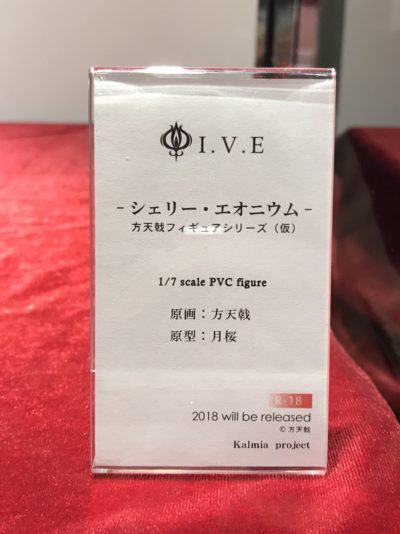 I.V.E
- シェリー・エオニウム -
方天戟フィギュアシリーズ（仮）
1/7 scale PVC figure
原画：方天戟
原型：月桜
R-18
2018 will be released
© 方天戟
Kalmia project